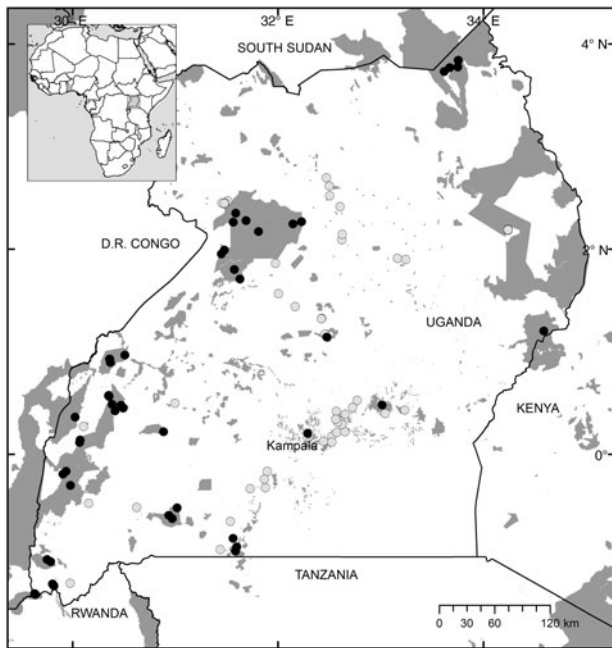 30° E 32° E 34° E
SOUTH SUDAN
4° N
D.R. CONGO
2° N
UGANDA
KENYA
Kampala
0°
TANZANIA
RWANDA
0 30 60 120 km